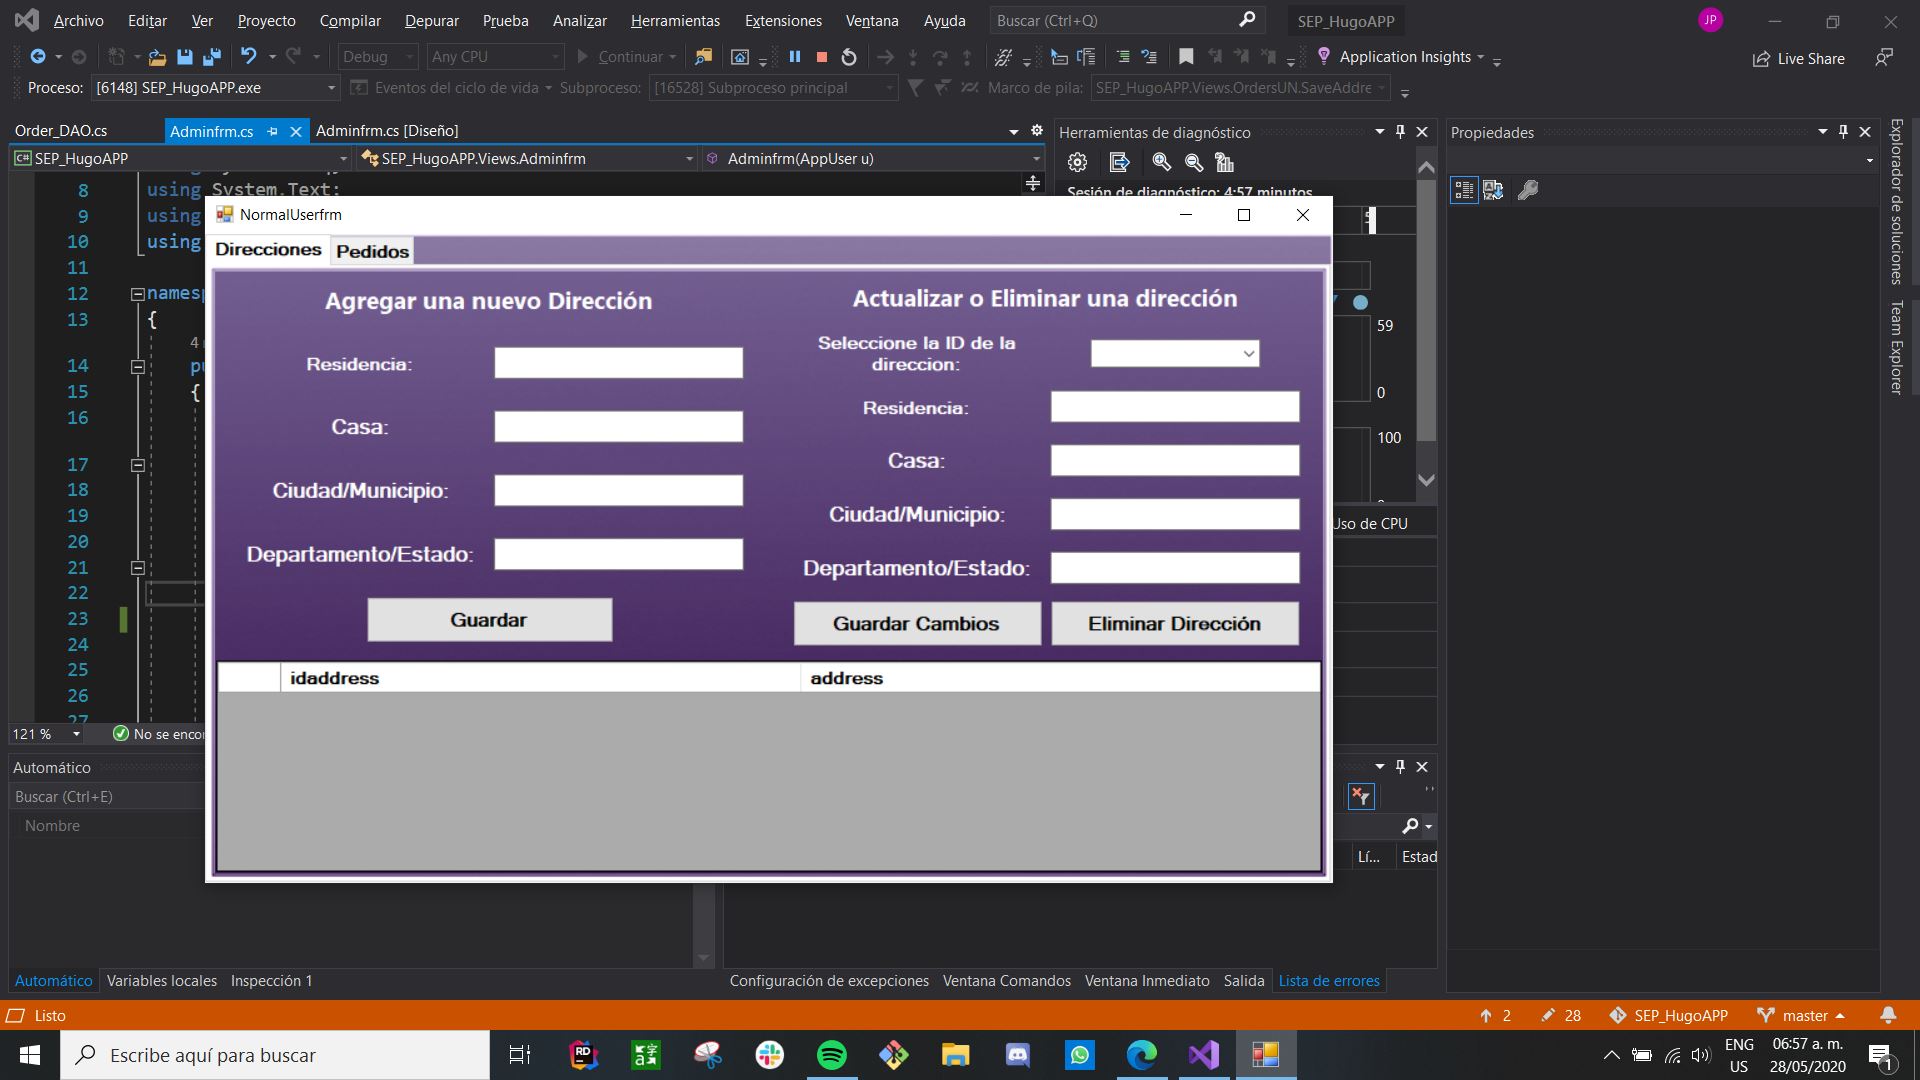 Archivo Editar Ver Proyecto Compilar Depurar Prueba Analizar Herramientas Extensiones Ventana Ayuda Buscar (Ctrl+Q) SEP_HugoAPP JP
Debug Any CPU Continuar Application Insights Live Share
Proceso: [6148] SEP_HugoAPP.exe Eventos del ciclo de vida Subproceso: [16528] Subproceso principal Marco de pila: SEP_HugoAPP.Views.OrdersUN.SaveAddre
Order_DAO.cs Adminfrm.cs Adminfrm.cs [Diseño] Herramientas de diagnóstico Propiedades
C# SEP_HugoAPP SEP_HugoAPP.Views.Adminfrm Adminfrm(AppUser u)
Explorador de soluciones
Team Explorer
8 using System.Text;
Sesión de diagnóstico: 4:57 minutos
9 using
10 using
11
12 namesp
13 {
4
14 pu
15 {
16
17
18
19
20
21
22
23
24
25
26
27
59
0
100
Uso de CPU
NormalUserfrm
Direcciones Pedidos
Agregar una nuevo Dirección
Residencia:
Casa:
Ciudad/Municipio:
Departamento/Estado:
Guardar
Actualizar o Eliminar una dirección
Seleccione la ID de la
direccion:
Residencia:
Casa:
Ciudad/Municipio:
Departamento/Estado:
Guardar Cambios Eliminar Dirección
idaddress address
121 % No se encor
Automático
Buscar (Ctrl+E)
Nombre
Lí... Estad
Automático Variables locales Inspección 1 Configuración de excepciones Ventana Comandos Ventana Inmediato Salida Lista de errores
Listo 2 28 SEP_HugoAPP master
Escribe aquí para buscar
RD
ENG
US
06:57 a. m.
28/05/2020
1